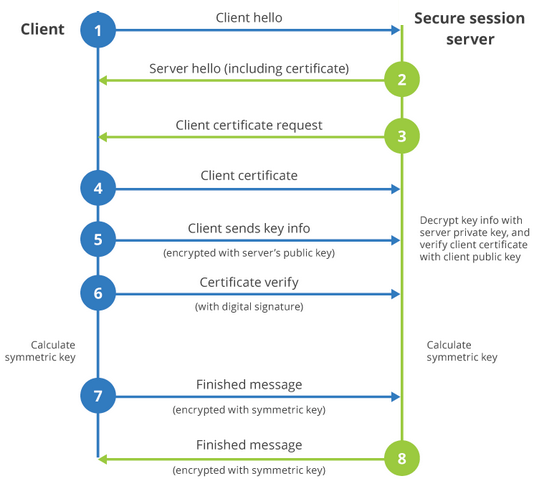 Client
Secure session
server
1
Client hello
Server hello (including certificate)
2
Client certificate request
3
4
Client certificate
5
Client sends key info
(encrypted with server's public key)
Decrypt key info with
server private key, and
verify client certificate
with client public key
6
Certificate verify
(with digital signature)
Calculate
symmetric key
Calculate
symmetric key
7
Finished message
(encrypted with symmetric key)
Finished message
(encrypted with symmetric key)
8